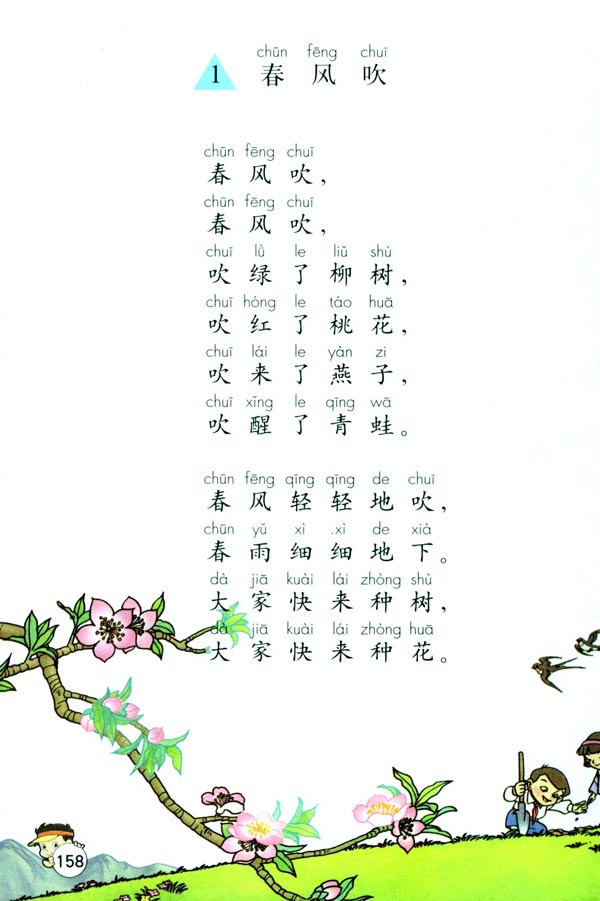 chūn fēng chuī
1 春风吹
chūn fēng chuī
春风吹，
chūn fēng chuī
春风吹，
chuī lǜ le liǔ shù
吹绿了柳树，
chuī hóng le táo huā
吹红了桃花，
chuī lái le yàn zi
吹来了燕子，
chuī xǐng le qīng wā
吹醒了青蛙。
chūn fēng qīng qīng de chuī
春风轻轻地吹，
chūn yǔ xì xì de xià
春雨细细地下。
dà jiā kuài lái zhòng shù
大家快来种树，
dà jiā kuài lái zhòng huā
大家快来种花。
158